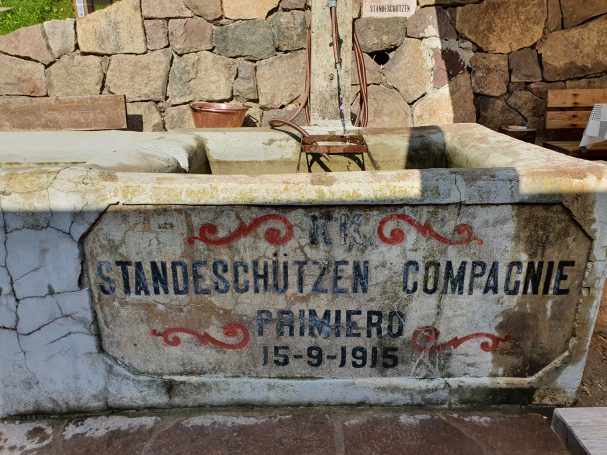 STANDESCHÜTZEN
K K
STANDESCHÜTZEN COMPAGNIE
PRIMIERO
15-9-1915